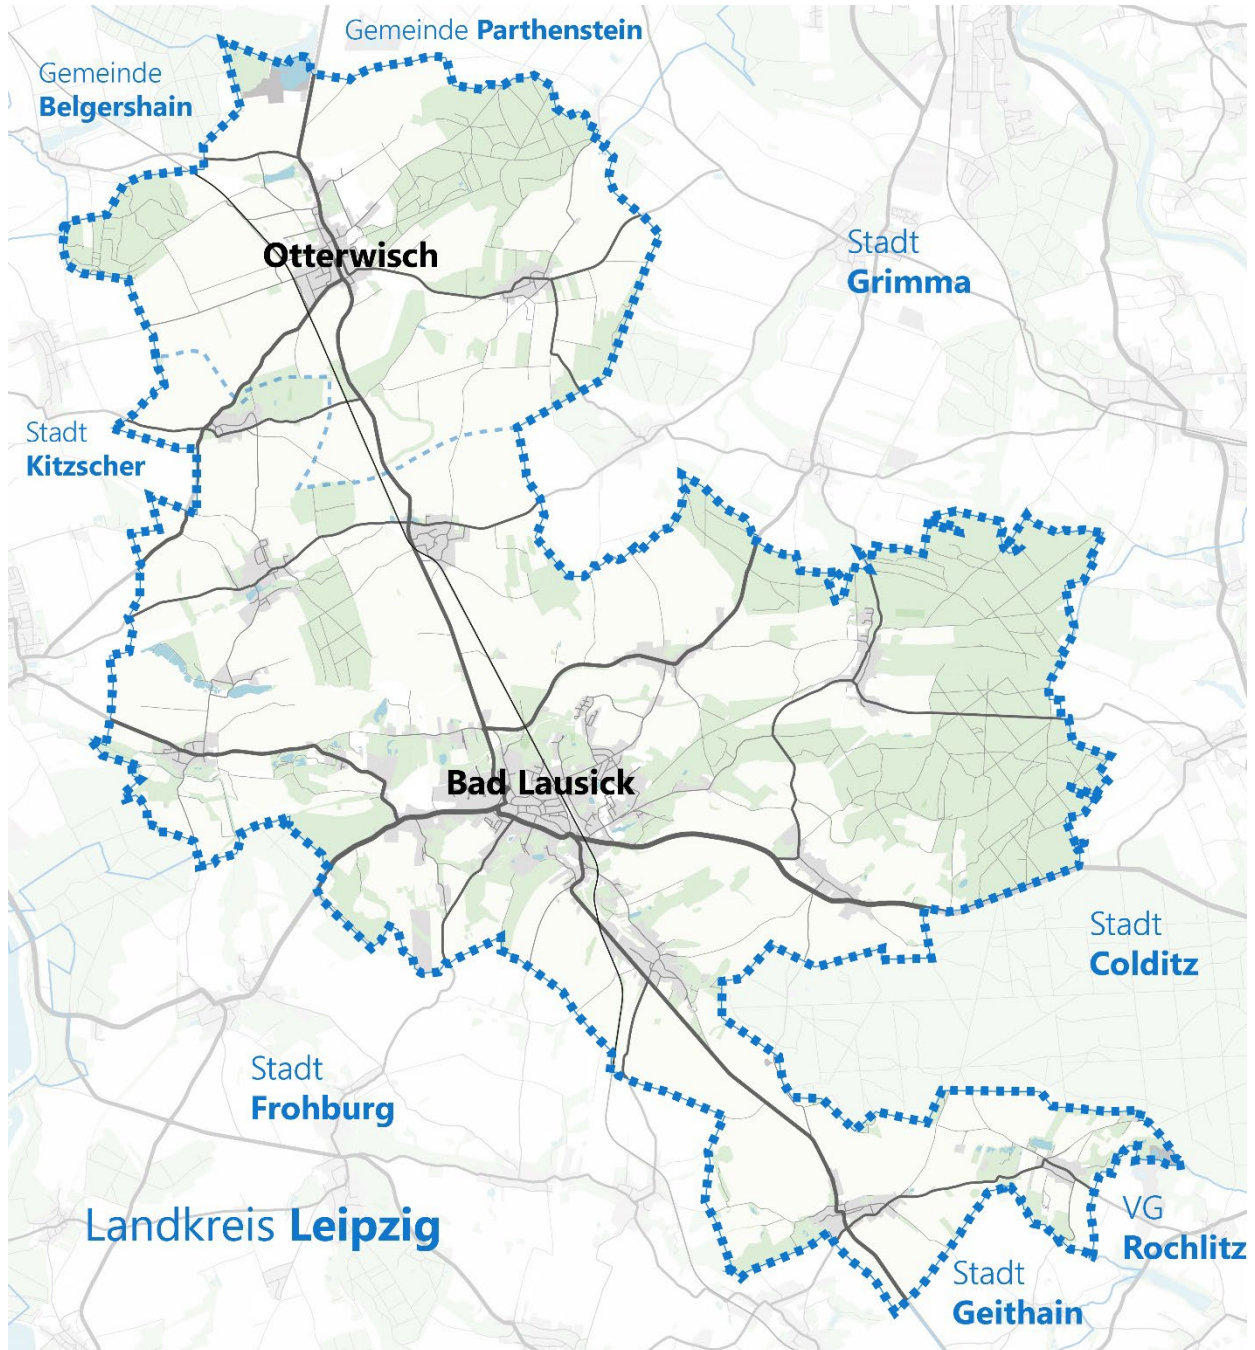 Gemeinde Parthenstein
Gemeinde
Belgershain
Otterwisch
Stadt
Grimma
Stadt
Kitzscher
Bad Lausick
Stadt
Colditz
Stadt
Frohburg
Landkreis Leipzig
VG
Rochlitz
Stadt
Geithain